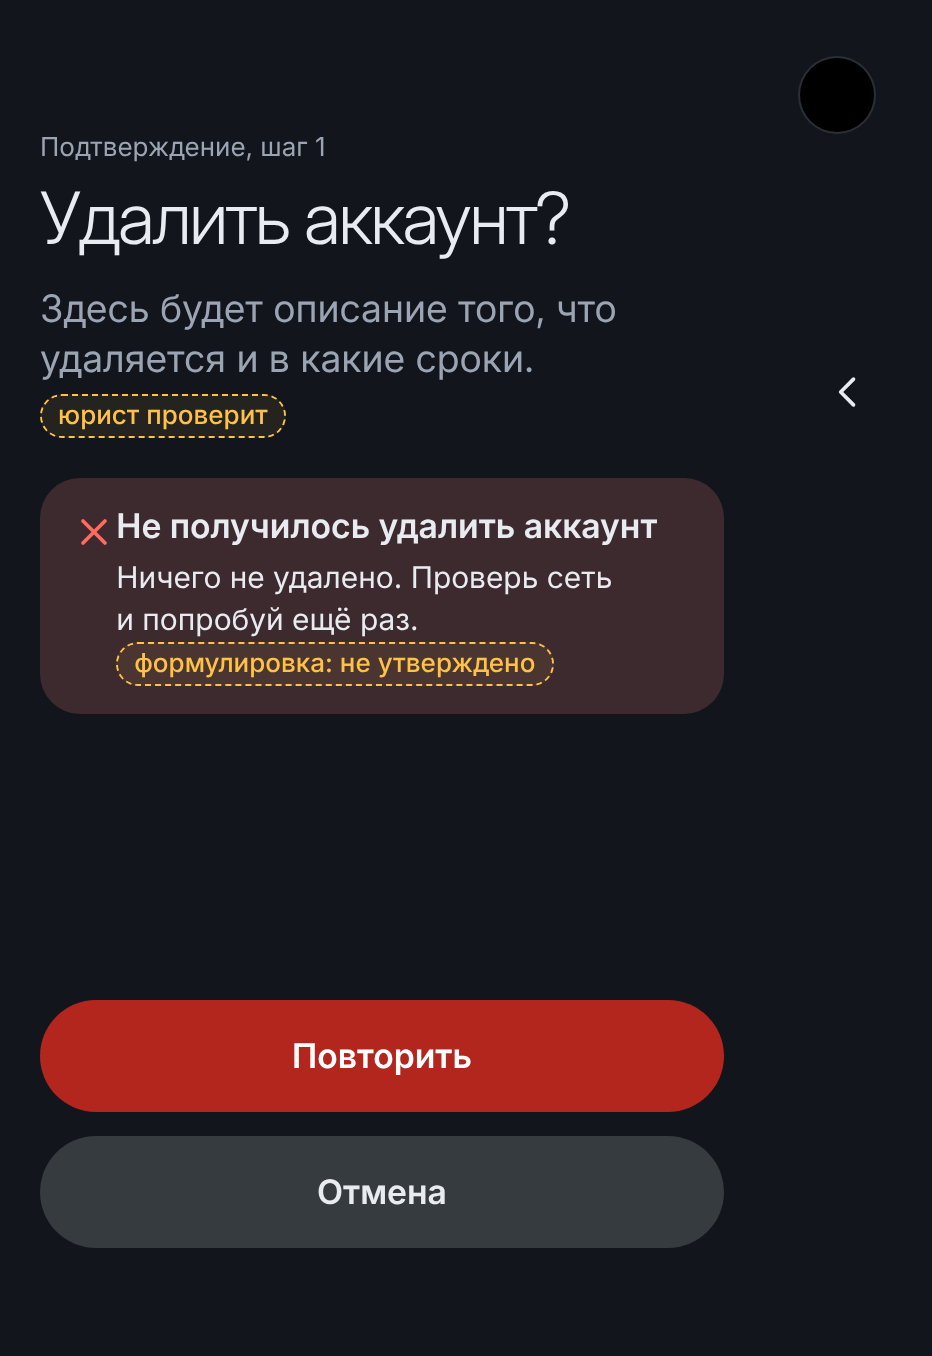 Подтверждение, шаг 1
Удалить аккаунт?
Здесь будет описание того, что
удаляется и в какие сроки.
юрист проверит
Не получилось удалить аккаунт
Ничего не удалено. Проверь сеть
и попробуй ещё раз.
формулировка: не утверждено
Повторить
Отмена